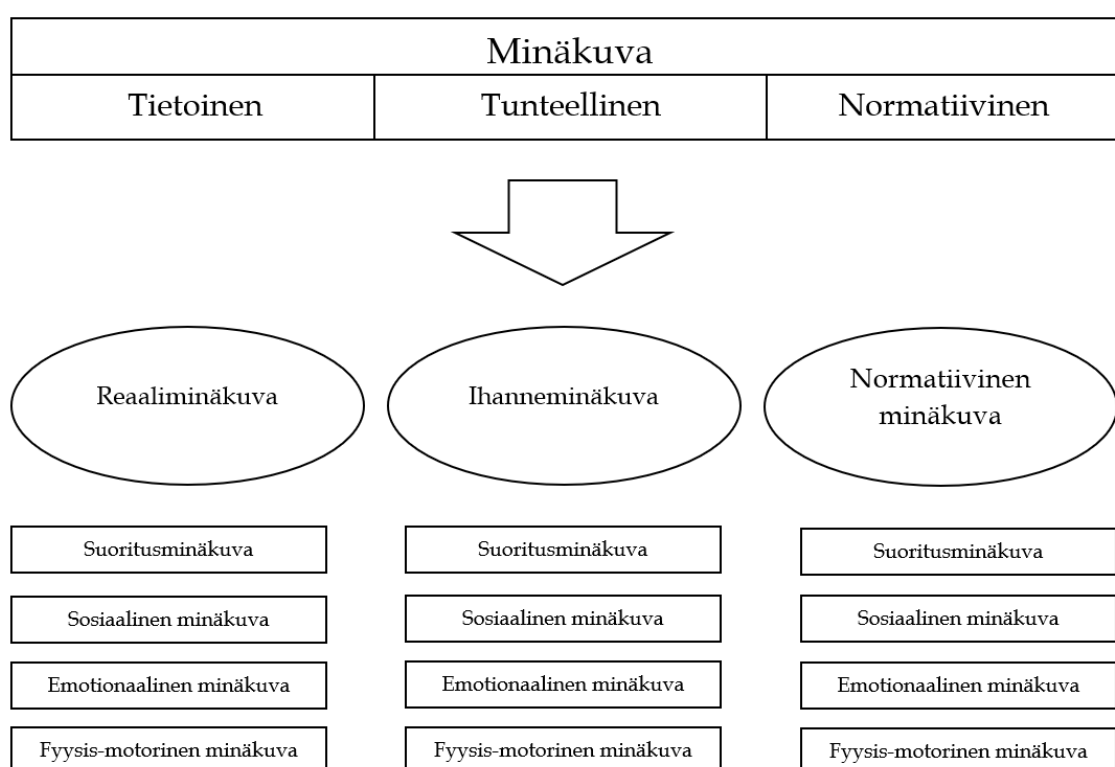 Minäkuva
Tietoinen
Tunteellinen
Normatiivinen
Reaaliminäkuva
Ihanneminäkuva
Normatiivinen
minäkuva
Suoritusminäkuva
Suoritusminäkuva
Suoritusminäkuva
Sosiaalinen minäkuva
Sosiaalinen minäkuva
Sosiaalinen minäkuva
Emotionaalinen minäkuva
Emotionaalinen minäkuva
Emotionaalinen minäkuva
Fyysis-motorinen minäkuva
Fyysis-motorinen minäkuva
Fyysis-motorinen minäkuva